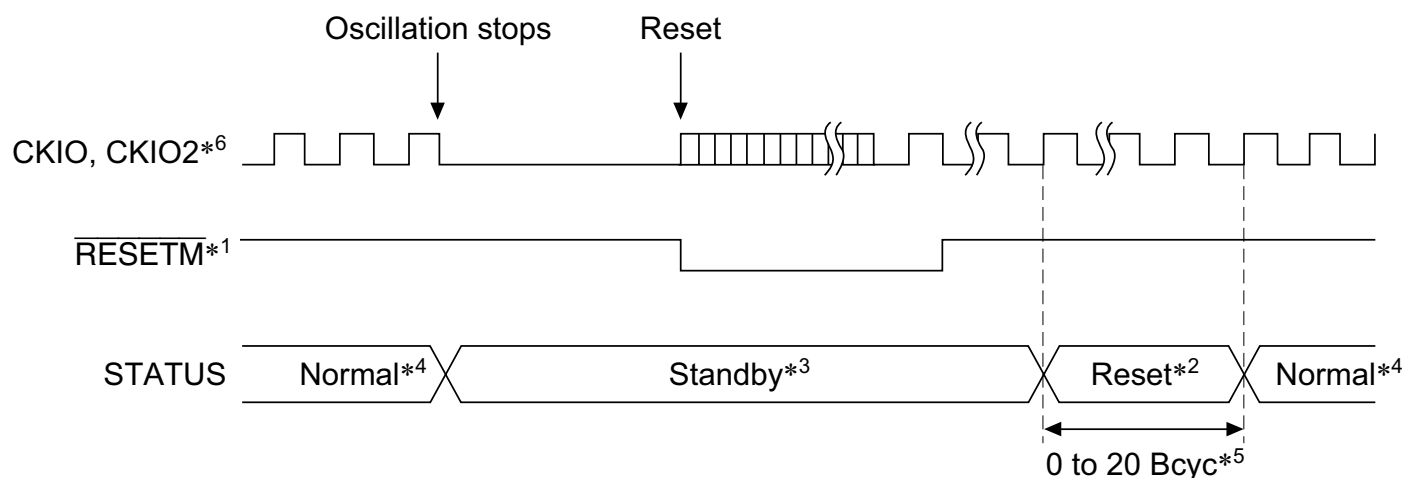 Oscillation stops Reset
CKIO, CKIO2*6
RESETM*1
STATUS Normal*4 Standby*3 Reset*2 Normal*4
0 to 20 Bcyc*5